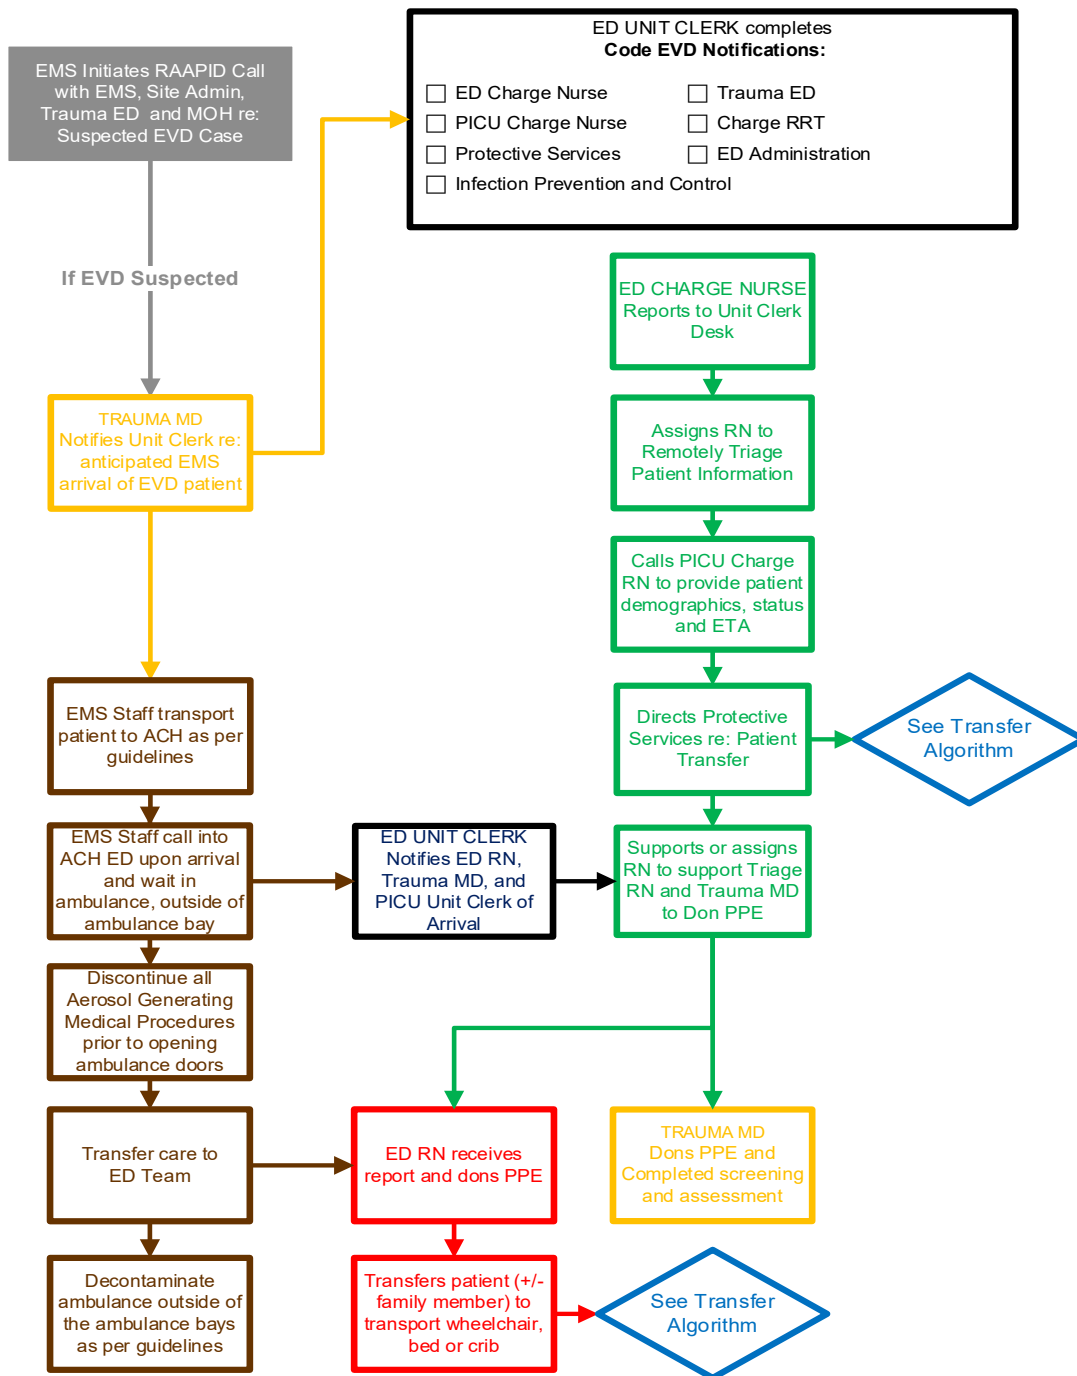 EMS Initiates RAAPID Call
with EMS, Site Admin,
Trauma ED and MOH re:
Suspected EVD Case
ED UNIT CLERK completes
Code EVD Notifications:
ED Charge Nurse
Trauma ED
PICU Charge Nurse
Charge RRT
Protective Services
ED Administration
Infection Prevention and Control
If EVD Suspected
ED CHARGE NURSE
Reports to Unit Clerk
Desk
TRAUMA MD
Notifies Unit Clerk re:
anticipated EMS
arrival of EVD patient
Assigns RN to
Remotely Triage
Patient Information
Calls PICU Charge
RN to provide patient
demographics, status
and ETA
EMS Staff transport
patient to ACH as per
guidelines
Directs Protective
Services re: Patient
Transfer
See Transfer
Algorithm
EMS Staff call into
ACH ED upon arrival
and wait in
ambulance, outside of
ambulance bay
ED UNIT CLERK
Notifies ED RN,
Trauma MD, and
PICU Unit Clerk of
Arrival
Supports or assigns
RN to support Triage
RN and Trauma MD
to Don PPE
Discontinue all
Aerosol Generating
Medical Procedures
prior to opening
ambulance doors
Transfer care to
ED Team
ED RN receives
report and dons PPE
TRAUMA MD
Dons PPE and
Completed screening
and assessment
Decontaminate
ambulance outside of
the ambulance bays
as per guidelines
Transfers patient (+/-
family member) to
transport wheelchair,
bed or crib
See Transfer
Algorithm